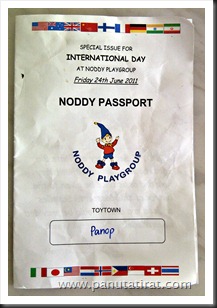 SPECIAL ISSUE FOR
INTERNATIONAL DAY
AT NODDY PLAYGROUP
Friday 24th June 2011
NODDY PASSPORT
NODDY PLAYGROUP
TOYTOWN
Panop
www.panutatirat.com